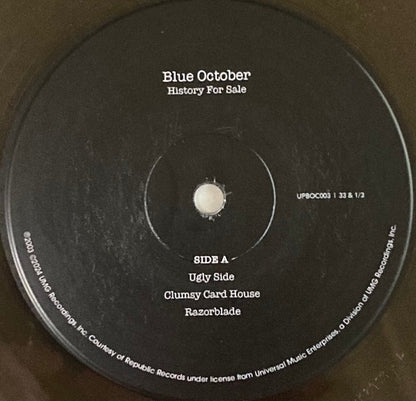 Blue October
History For Sale
UPBOC003 | 33 & 1/3
SIDE A
Ugly Side
Clumsy Card House
Razorblade
℗2003 ©2024 UMG Recordings, Inc. Courtesy of Republic Records under license from Universal Music Enterprises, a Division of UMG Recordings, Inc.